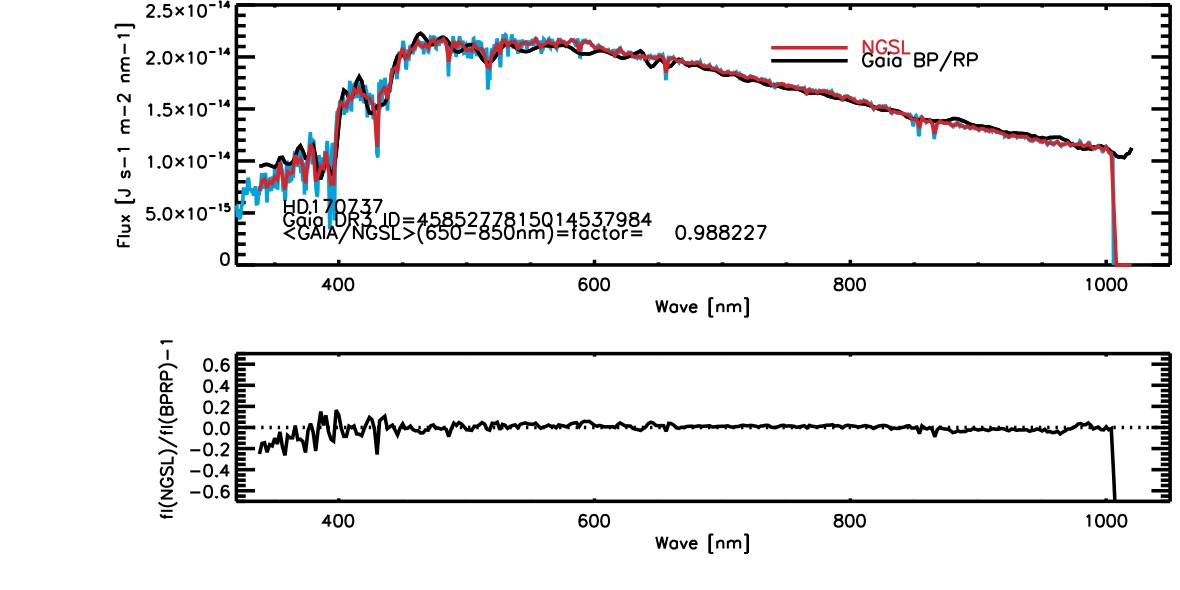 2.5×10⁻¹⁴
2.0×10⁻¹⁴
1.5×10⁻¹⁴
1.0×10⁻¹⁴
5.0×10⁻¹⁵
0
Flux [J s−1 m−2 nm−1]
NGSL
Gaia BP/RP
HD170737
Gaia DR3 ID=4585277815014537984
<GAIA/NGSL>(650−850nm)=factor= 0.988227
400 600 800 1000
Wave [nm]
0.6
0.4
0.2
0.0
−0.2
−0.4
−0.6
fl(NGSL)/fl(BPRP)−1
400 600 800 1000
Wave [nm]